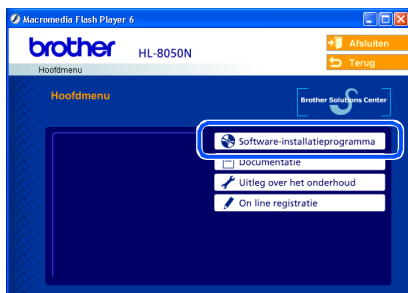 Macromedia Flash Player 6
brother
HL-8050N
Afsluiten
Terug
Hoofdmenu
Hoofdmenu
Brother Solutions Center
Software-installatieprogramma
Documentatie
Uitleg over het onderhoud
On line registratie